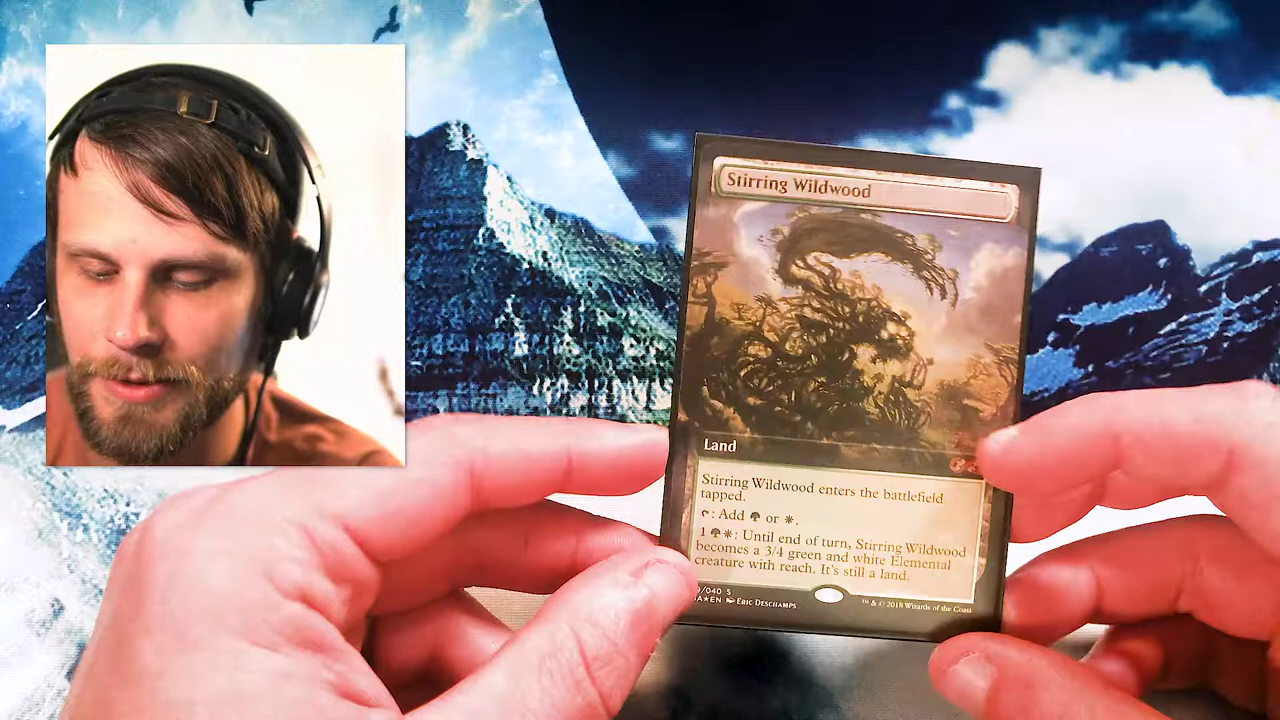 Stirring Wildwood
Land
Stirring Wildwood enters the battlefield
tapped.
: Add or .
1 : Until end of turn, Stirring Wildwood
becomes a 3/4 green and white Elemental
creature with reach. It's still a land.
/040 S
EN Eric Deschamps
™ & © 2018 Wizards of the Coast